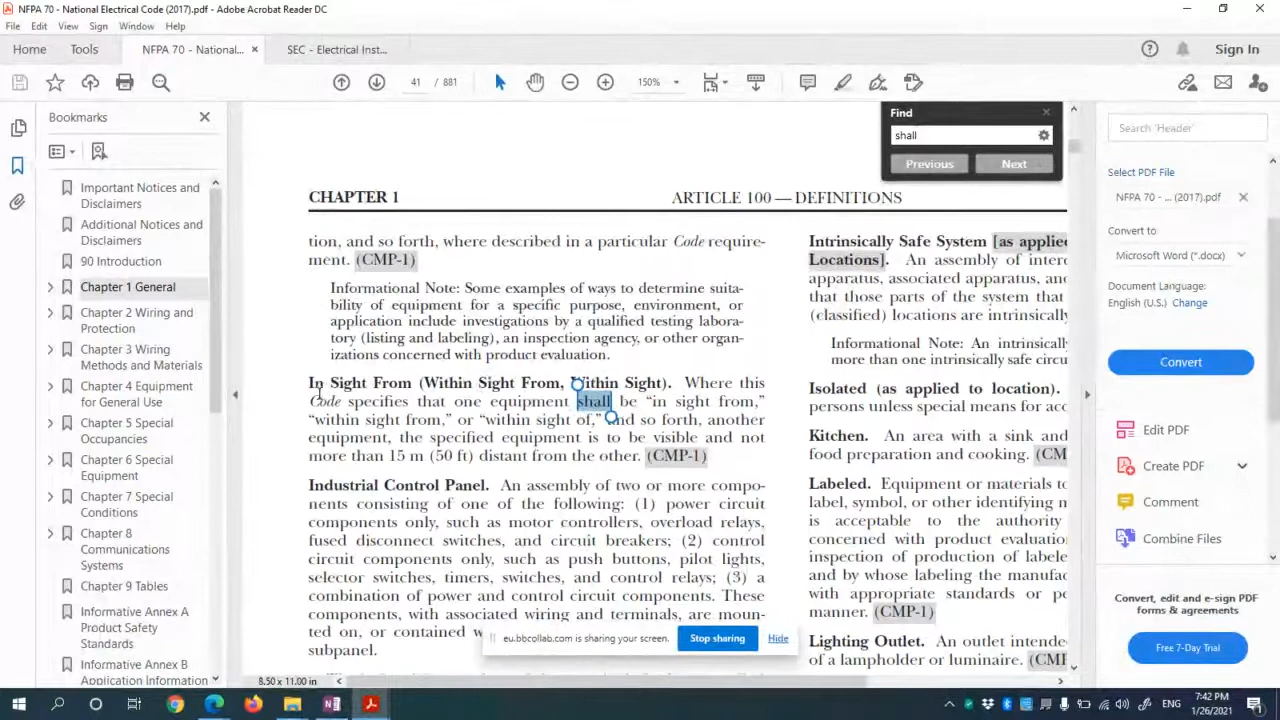 NFPA 70 - National Electrical Code (2017).pdf - Adobe Acrobat Reader DC
File Edit View Sign Window Help
Home Tools NFPA 70 - National... × SEC - Electrical Inst... Sign In
41 / 881 150%
Bookmarks
Important Notices and
Disclaimers
Additional Notices and
Disclaimers
90 Introduction
Chapter 1 General
Chapter 2 Wiring and
Protection
Chapter 3 Wiring
Methods and Materials
Chapter 4 Equipment
for General Use
Chapter 5 Special
Occupancies
Chapter 6 Special
Equipment
Chapter 7 Special
Conditions
Chapter 8
Communications
Systems
Chapter 9 Tables
Informative Annex A
Product Safety
Standards
Informative Annex B
Application Information
Find
shall
Previous Next
CHAPTER 1 ARTICLE 100 — DEFINITIONS
tion, and so forth, where described in a particular Code require-
ment. (CMP-1)
Informational Note: Some examples of ways to determine suita-
bility of equipment for a specific purpose, environment, or
application include investigations by a qualified testing labora-
tory (listing and labeling), an inspection agency, or other organ-
izations concerned with product evaluation.
In Sight From (Within Sight From, Within Sight). Where this
Code specifies that one equipment shall be “in sight from,”
“within sight from,” or “within sight of,” and so forth, another
equipment, the specified equipment is to be visible and not
more than 15 m (50 ft) distant from the other. (CMP-1)
Industrial Control Panel. An assembly of two or more compo-
nents consisting of one of the following: (1) power circuit
components only, such as motor controllers, overload relays,
fused disconnect switches, and circuit breakers; (2) control
circuit components only, such as push buttons, pilot lights,
selector switches, timers, switches, and control relays; (3) a
combination of power and control circuit components. These
components, with associated wiring and terminals, are moun-
ted on, or contained w
subpanel.
Intrinsically Safe System [as applied
Locations]. An assembly of interc
apparatus, associated apparatus, and
that those parts of the system that
(classified) locations are intrinsically
Informational Note: An intrinsically
more than one intrinsically safe circu
Isolated (as applied to location).
persons unless special means for acc
Kitchen. An area with a sink and
food preparation and cooking. (CM
Labeled. Equipment or materials to
label, symbol, or other identifying m
is acceptable to the authority
concerned with product evaluation
inspection of production of labele
and by whose labeling the manufac
with appropriate standards or pe
manner. (CMP-1)
Lighting Outlet. An outlet intended
of a lampholder or luminaire. (CM
eu.bbcollab.com is sharing your screen. Stop sharing Hide
8.50 x 11.00 in
Search 'Header'
Select PDF File
NFPA 70 - ... (2017).pdf
Convert to
Microsoft Word (*.docx)
Document Language:
English (U.S.) Change
Convert
Edit PDF
Create PDF
Comment
Combine Files
Convert, edit and e-sign PDF
forms & agreements
Free 7-Day Trial
ENG
7:42 PM
1/26/2021